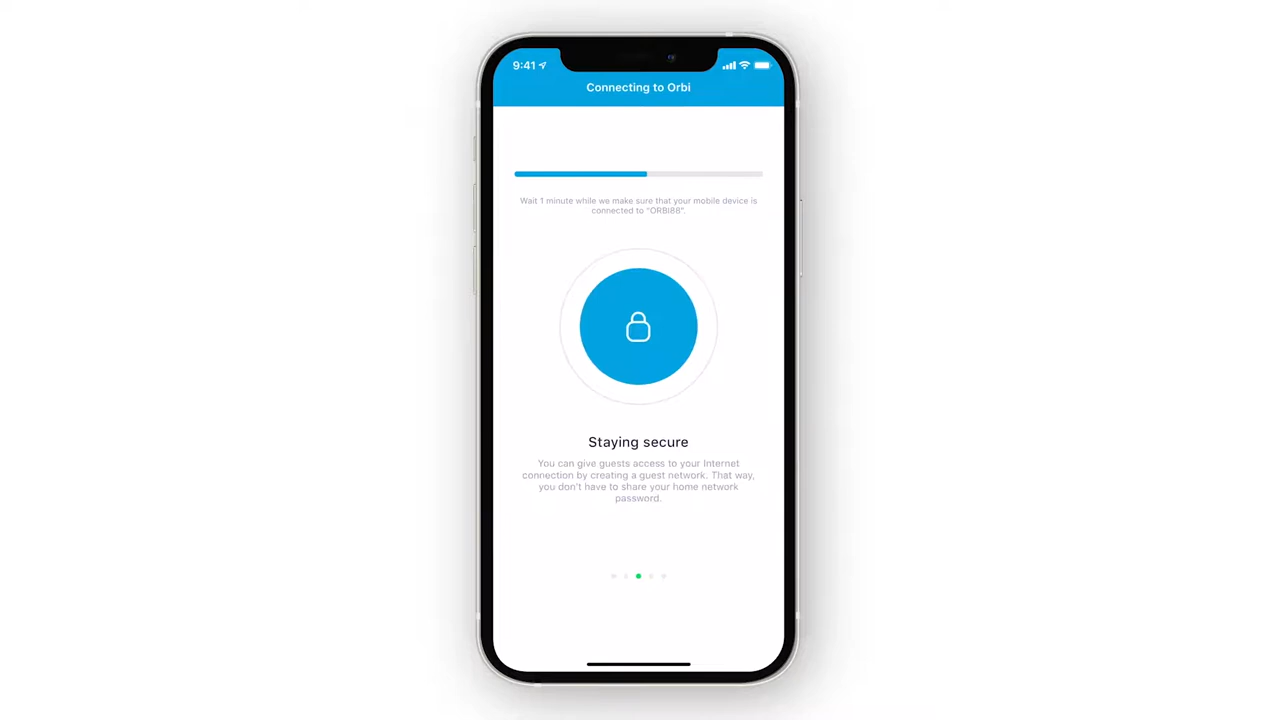 9:41
Connecting to Orbi
Wait 1 minute while we make sure that your mobile device is
connected to "ORBI88".
Staying secure
You can give guests access to your Internet
connection by creating a guest network. That way,
you don't have to share your home network
password.